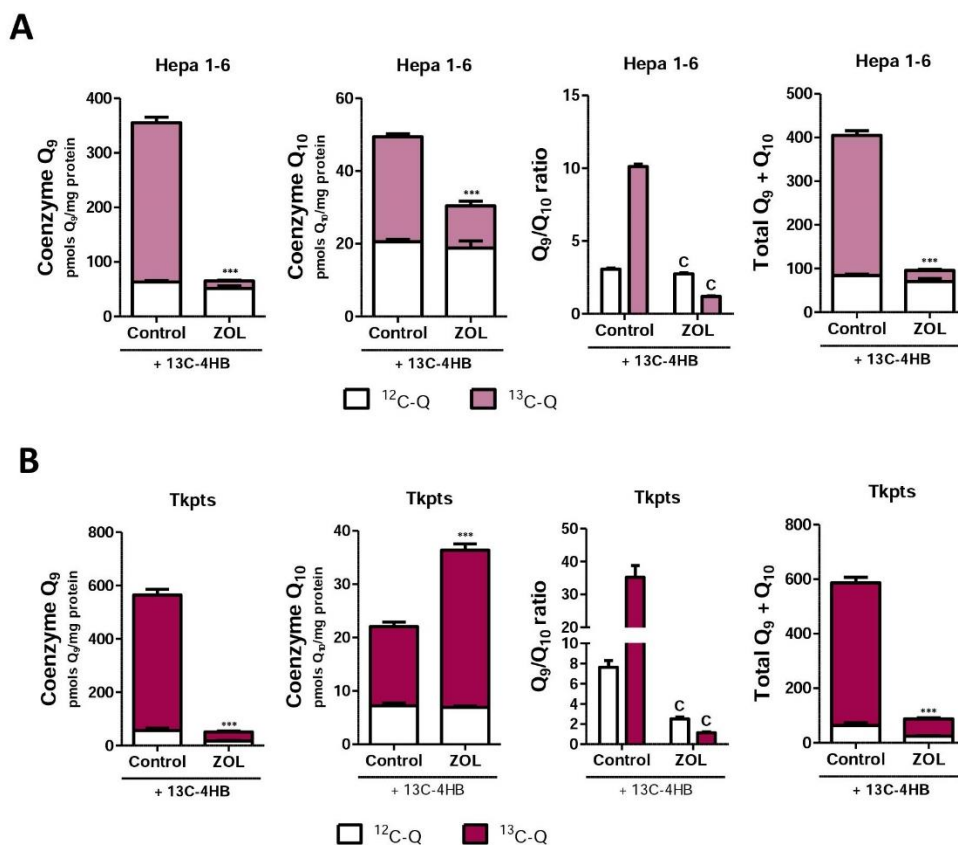 A
Hepa 1-6
Hepa 1-6
Hepa 1-6
Hepa 1-6
Coenzyme Q₉
pmols Q₉/mg protein
400
300
200
100
0
***
Control
ZOL
+ 13C-4HB
Coenzyme Q₁₀
pmols Q₁₀/mg protein
60
40
20
0
***
Control
ZOL
+ 13C-4HB
Q₉/Q₁₀ ratio
15
10
5
0
C
C
Control
ZOL
+ 13C-4HB
Total Q₉ + Q₁₀
500
400
300
200
100
0
***
Control
ZOL
+ 13C-4HB
¹²C-Q
¹³C-Q
B
Tkpts
Tkpts
Tkpts
Tkpts
Coenzyme Q₉
pmols Q₉/mg protein
800
600
400
200
0
***
Control
ZOL
+ 13C-4HB
Coenzyme Q₁₀
pmols Q₁₀/mg protein
40
30
20
10
0
***
Control
ZOL
+ 13C-4HB
Q₉/Q₁₀ ratio
50
40
30
20
10
8
6
4
2
0
C
C
Control
ZOL
+ 13C-4HB
Total Q₉ + Q₁₀
800
600
400
200
0
***
Control
ZOL
+ 13C-4HB
¹²C-Q
¹³C-Q